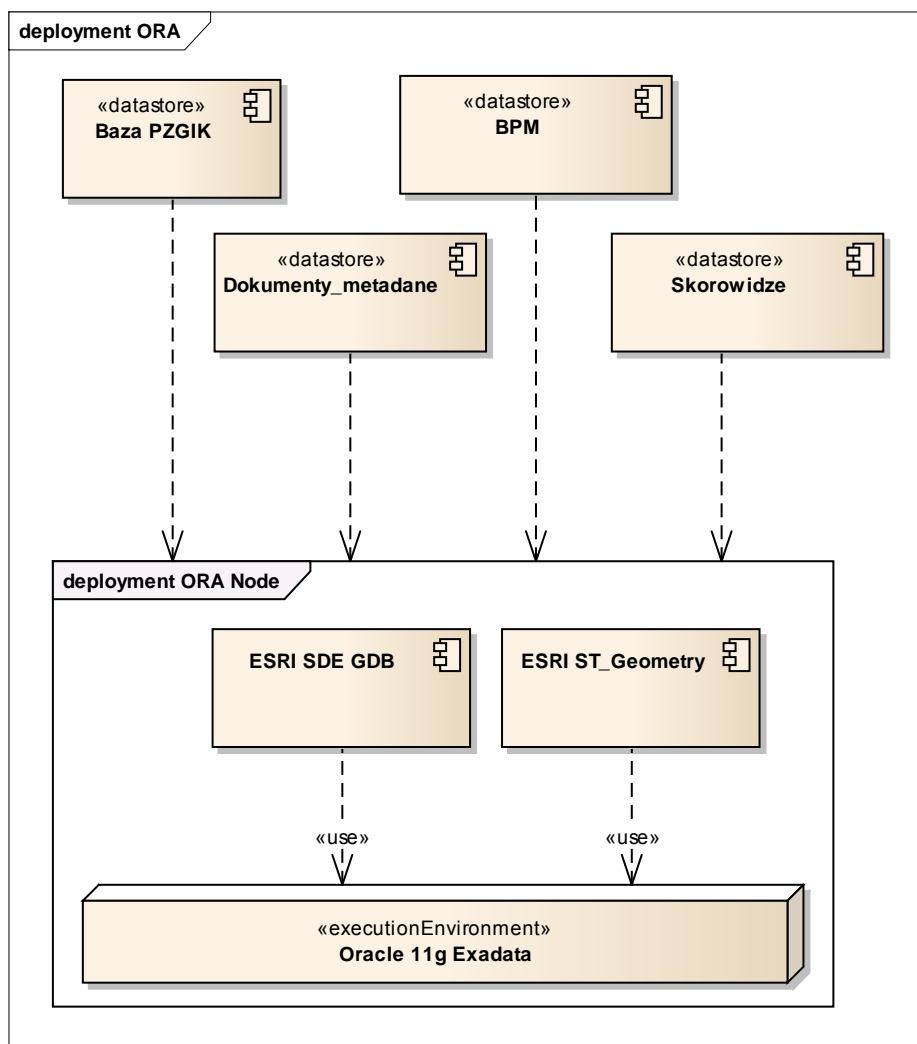 deployment ORA
«datastore»
Baza PZGIK
«datastore»
BPM
«datastore»
Dokumenty_metadane
«datastore»
Skorowidze
deployment ORA Node
ESRI SDE GDB
ESRI ST_Geometry
«use»
«use»
«executionEnvironment»
Oracle 11g Exadata